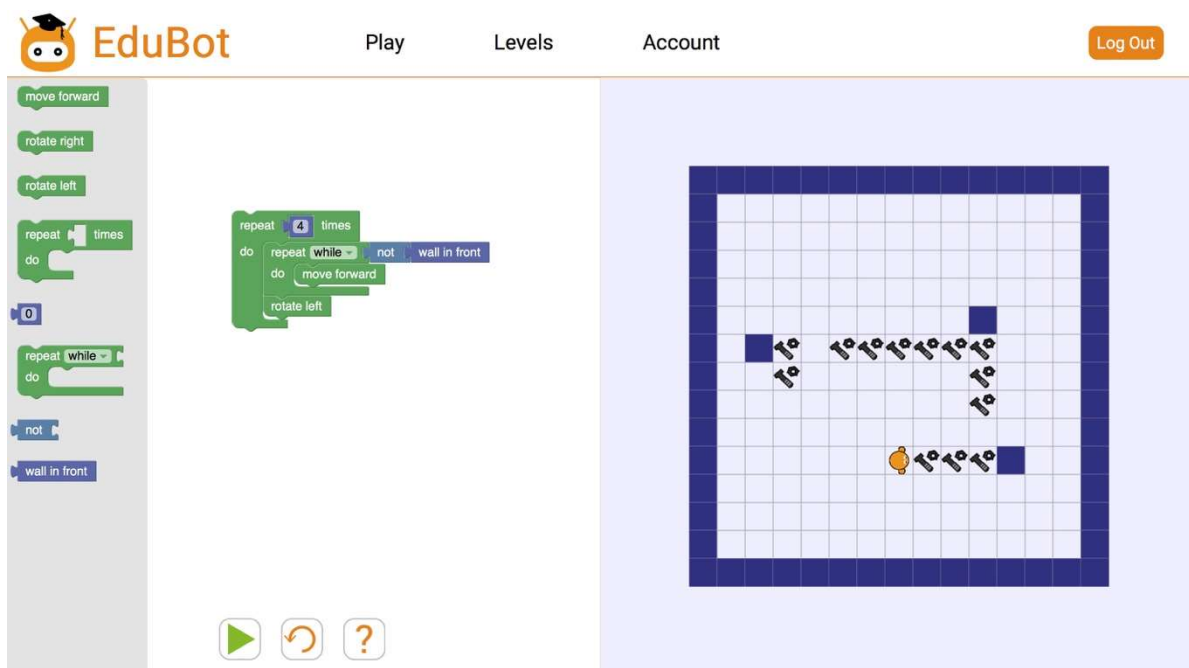 EduBot Play Levels Account Log Out
move forward
rotate right
rotate left
repeat times
do
0
repeat while
do
not
wall in front
repeat 4 times
do repeat while not wall in front
do move forward
rotate left
?